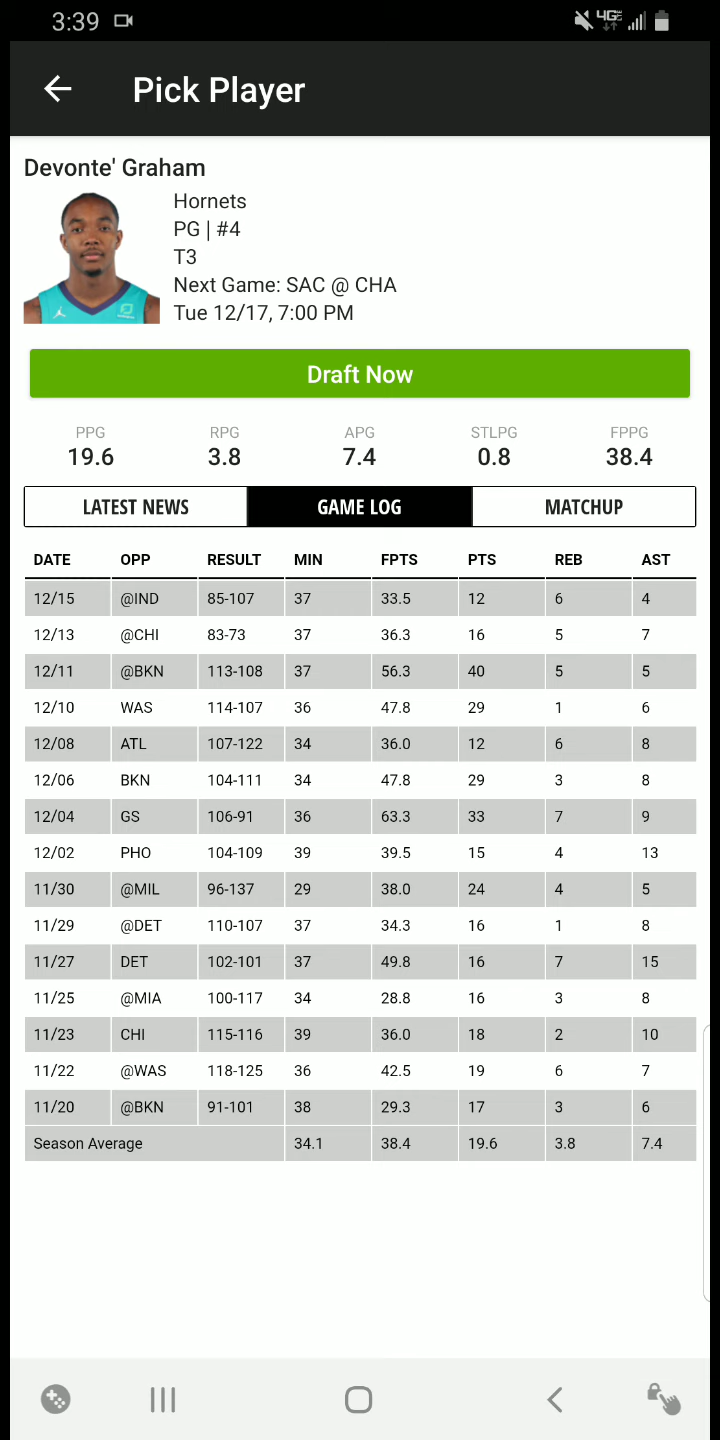 3:39 4GE
Pick Player
Devonte' Graham
Hornets
PG | #4
T3
Next Game: SAC @ CHA
Tue 12/17, 7:00 PM
Draft Now
PPG RPG APG STLPG FPPG
19.6 3.8 7.4 0.8 38.4
LATEST NEWS GAME LOG MATCHUP
DATE OPP RESULT MIN FPTS PTS REB AST
12/15 @IND 85-107 37 33.5 12 6 4
12/13 @CHI 83-73 37 36.3 16 5 7
12/11 @BKN 113-108 37 56.3 40 5 5
12/10 WAS 114-107 36 47.8 29 1 6
12/08 ATL 107-122 34 36.0 12 6 8
12/06 BKN 104-111 34 47.8 29 3 8
12/04 GS 106-91 36 63.3 33 7 9
12/02 PHO 104-109 39 39.5 15 4 13
11/30 @MIL 96-137 29 38.0 24 4 5
11/29 @DET 110-107 37 34.3 16 1 8
11/27 DET 102-101 37 49.8 16 7 15
11/25 @MIA 100-117 34 28.8 16 3 8
11/23 CHI 115-116 39 36.0 18 2 10
11/22 @WAS 118-125 36 42.5 19 6 7
11/20 @BKN 91-101 38 29.3 17 3 6
Season Average 34.1 38.4 19.6 3.8 7.4